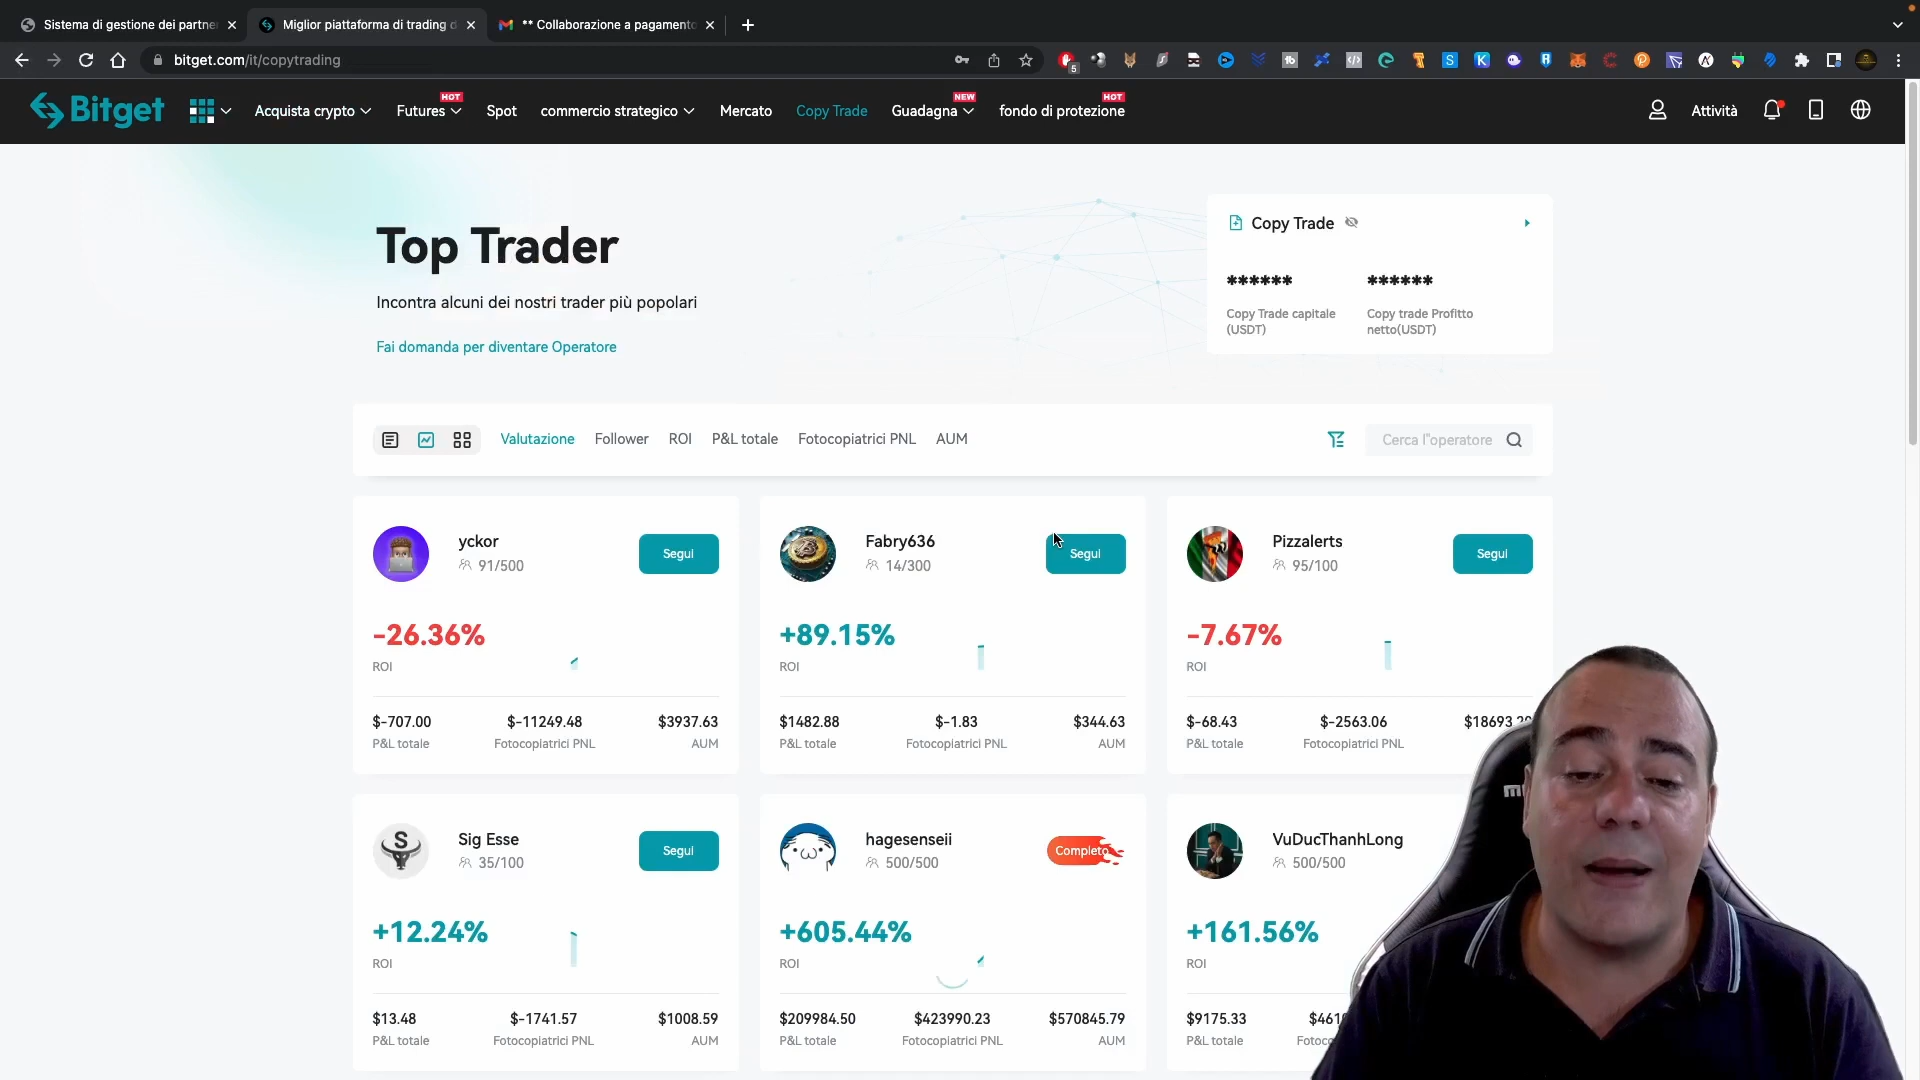 Sistema di gestione dei partne
Miglior piattaforma di trading d
** Collaborazione a pagamento
bitget.com/it/copytrading
5
Bitget
Acquista crypto
Futures
HOT
Spot
commercio strategico
Mercato
Copy Trade
Guadagna
NEW
fondo di protezione
HOT
Attività
Top Trader
Incontra alcuni dei nostri trader più popolari
Fai domanda per diventare Operatore
Copy Trade
******
******
Copy Trade capitale
(USDT)
Copy trade Profitto
netto(USDT)
Valutazione
Follower
ROI
P&L totale
Fotocopiatrici PNL
AUM
Cerca l"operatore
yckor
91/500
Segui
-26.36%
ROI
$-707.00
$-11249.48
$3937.63
P&L totale
Fotocopiatrici PNL
AUM
Fabry636
14/300
Segui
+89.15%
ROI
$1482.88
$-1.83
$344.63
P&L totale
Fotocopiatrici PNL
AUM
Pizzalerts
95/100
Segui
-7.67%
ROI
$-68.43
$-2563.06
P&L totale
Fotocopiatrici PNL
Sig Esse
35/100
Segui
+12.24%
ROI
$13.48
$-1741.57
$1008.59
P&L totale
Fotocopiatrici PNL
AUM
hagesenseii
500/500
Completo
+605.44%
ROI
$209984.50
$423990.23
$570845.79
P&L totale
Fotocopiatrici PNL
AUM
VuDucThanhLong
500/500
+161.56%
ROI
$9175.33
P&L totale